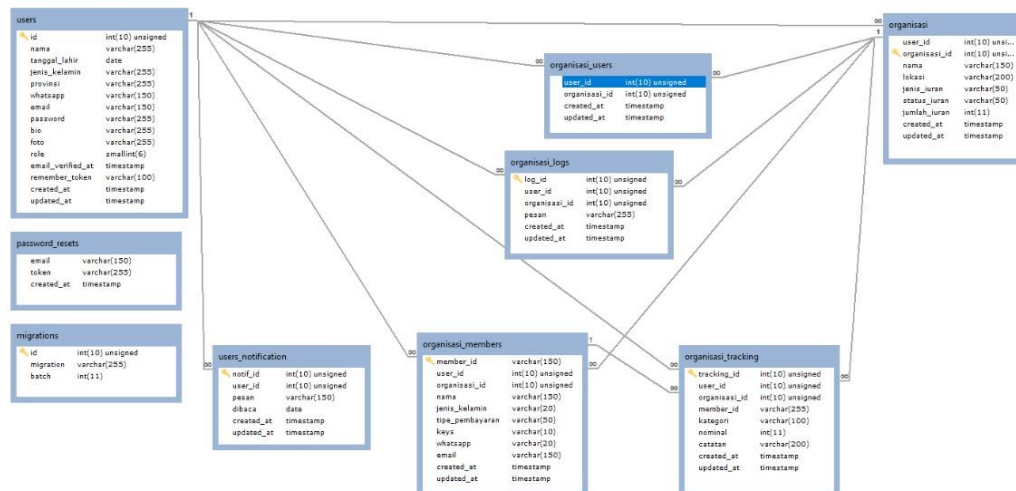 users
id int(10) unsigned
nama varchar(255)
tanggal_lahir date
jenis_kelamin varchar(255)
provinsi varchar(255)
whatsapp varchar(150)
email varchar(150)
password varchar(255)
bio varchar(255)
foto varchar(255)
role smallint(6)
email_verified_at timestamp
remember_token varchar(100)
created_at timestamp
updated_at timestamp
1
∞
1
organisasi
user_id int(10) unsi...
organisasi_id int(10) unsi...
nama varchar(150)
lokasi varchar(200)
jenis_iuran varchar(50)
status_iuran varchar(50)
jumlah_iuran int(11)
created_at timestamp
updated_at timestamp
organisasi_users
user_id int(10) unsigned
organisasi_id int(10) unsigned
created_at timestamp
updated_at timestamp
∞
∞
organisasi_logs
log_id int(10) unsigned
user_id int(10) unsigned
organisasi_id int(10) unsigned
pesan varchar(255)
created_at timestamp
updated_at timestamp
∞
∞
password_resets
email varchar(150)
token varchar(255)
created_at timestamp
migrations
id int(10) unsigned
migration varchar(255)
batch int(11)
users_notification
notif_id int(10) unsigned
user_id int(10) unsigned
pesan varchar(150)
dibaca date
created_at timestamp
updated_at timestamp
∞
organisasi_members
member_id varchar(150)
user_id int(10) unsigned
organisasi_id int(10) unsigned
nama varchar(150)
jenis_kelamin varchar(20)
tipe_pembayaran varchar(50)
keys varchar(10)
whatsapp varchar(20)
email varchar(150)
created_at timestamp
updated_at timestamp
∞
1
∞
organisasi_tracking
tracking_id int(10) unsigned
user_id int(10) unsigned
organisasi_id int(10) unsigned
member_id varchar(255)
kategori varchar(100)
nominal int(11)
catatan varchar(200)
created_at timestamp
updated_at timestamp
∞
∞
∞